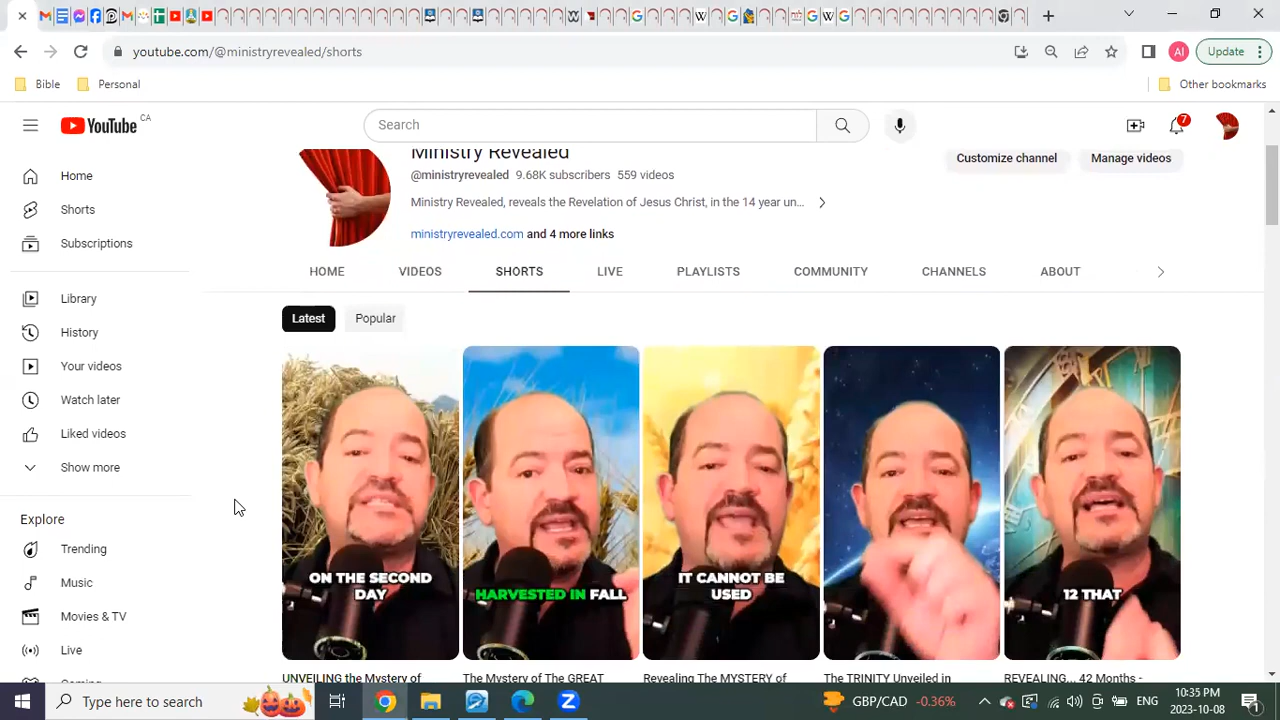 youtube.com/@ministryrevealed/shorts
AI
Update
Bible
Personal
Other bookmarks
YouTube CA
Search
7
Ministry Revealed
@ministryrevealed 9.68K subscribers 559 videos
Customize channel
Manage videos
Ministry Revealed, reveals the Revelation of Jesus Christ, in the 14 year un...
ministryrevealed.com and 4 more links
HOME
VIDEOS
SHORTS
LIVE
PLAYLISTS
COMMUNITY
CHANNELS
ABOUT
Latest
Popular
Home
Shorts
Subscriptions
Library
History
Your videos
Watch later
Liked videos
Show more
Explore
Trending
Music
Movies & TV
Live
ON THE SECOND
DAY
HARVESTED IN FALL
IT CANNOT BE
USED
12 THAT
UNVEILING the Mystery of
The Mystery of The GREAT
Revealing The MYSTERY of
The TRINITY Unveiled in
REVEALING... 42 Months -
Type here to search
GBP/CAD -0.36%
ENG
10:35 PM
2023-10-08
1